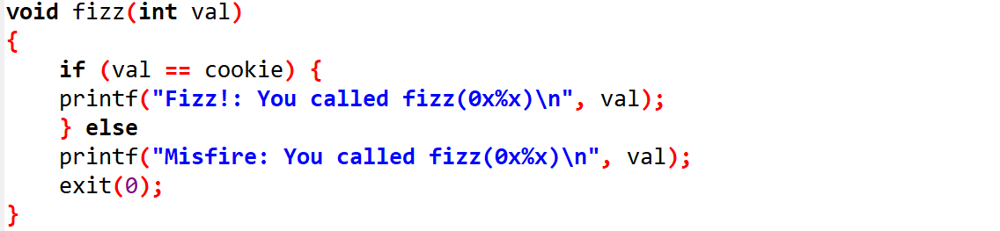 void fizz(int val)
{
    if (val == cookie) {
    printf("Fizz!: You called fizz(0x%x)\n", val);
    } else
    printf("Misfire: You called fizz(0x%x)\n", val);
    exit(0);
}